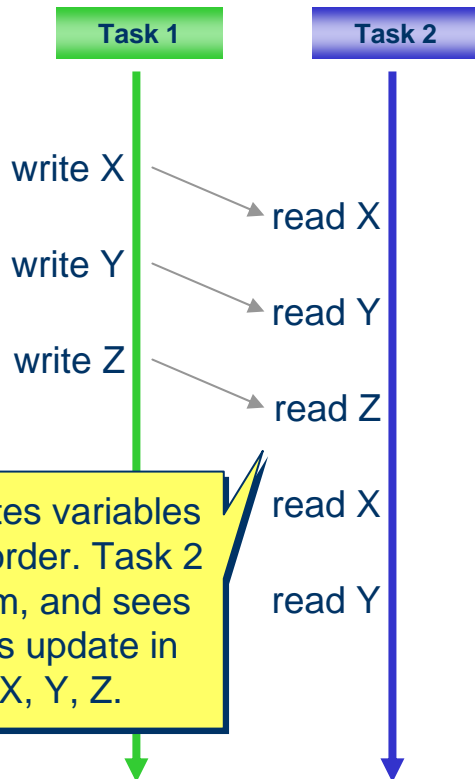 Task 1
Task 2
write X
read X
write Y
read Y
write Z
read Z
read X
read Y
variables
order. Task 2
and sees
update in
X, Y, Z.